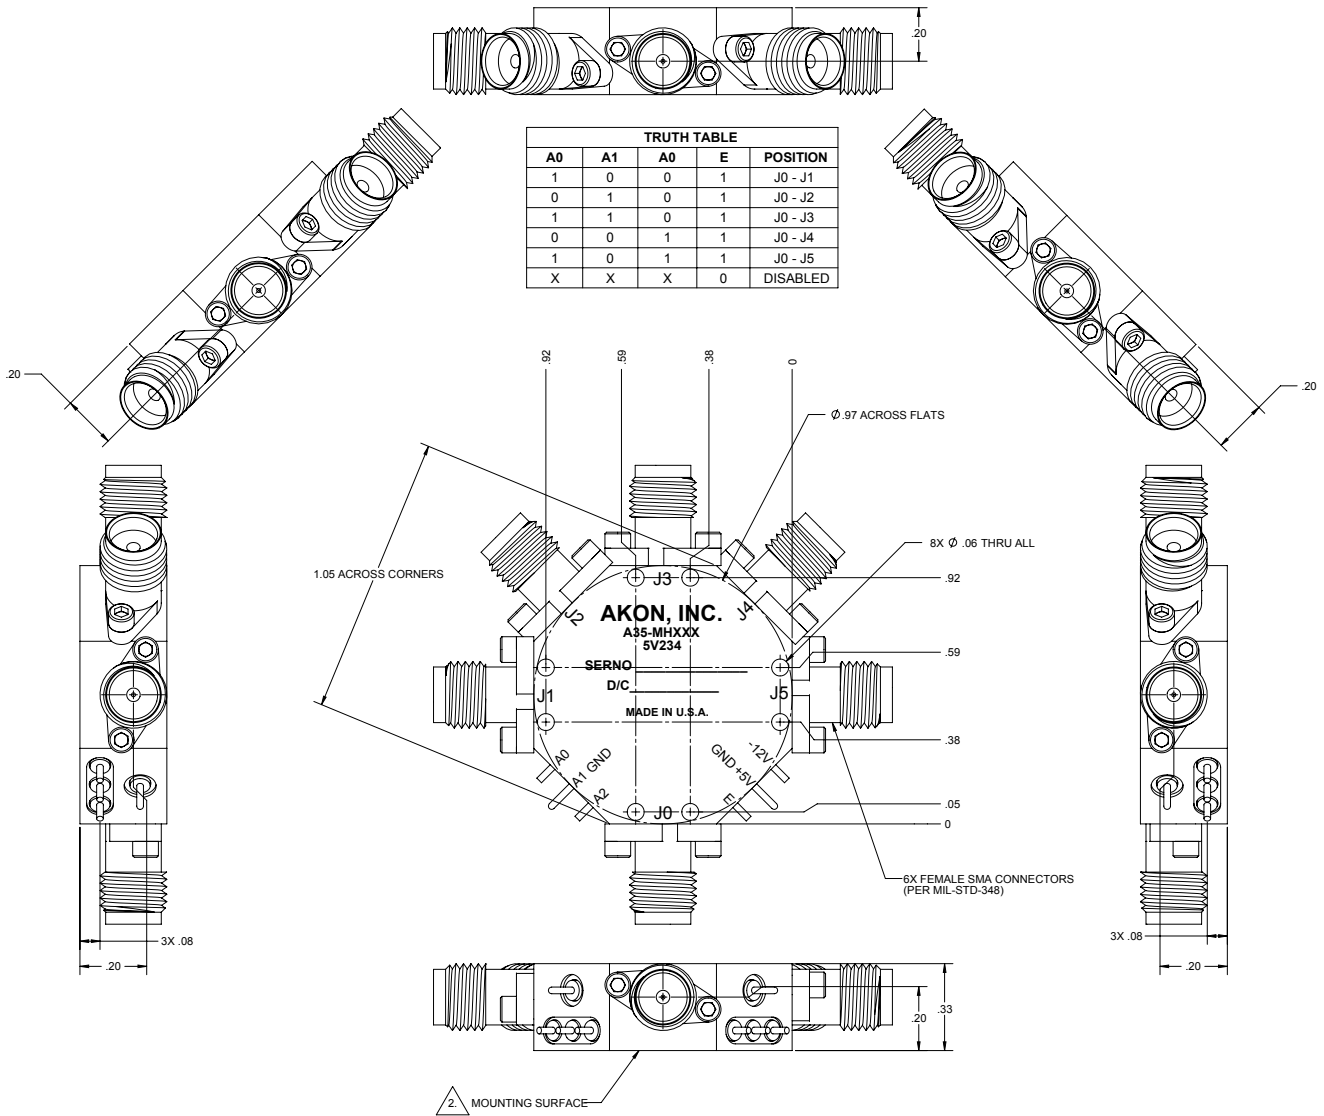 .20
TRUTH TABLE
A0 A1 A0 E POSITION
1 0 0 1 J0 - J1
0 1 0 1 J0 - J2
1 1 0 1 J0 - J3
0 0 1 1 J0 - J4
1 0 1 1 J0 - J5
X X X 0 DISABLED
.20
.20
.92
.59
.38
0
Ø.97 ACROSS FLATS
8X Ø .06 THRU ALL
1.05 ACROSS CORNERS
.92
J3
J2
J4
AKON, INC.
A35-MHXXX
5V234
.59
SERNO
D/C
J1
J5
MADE IN U.S.A.
.38
A0
A1 GND
A2
-12V
GND +5V
E
J0
.05
0
6X FEMALE SMA CONNECTORS
(PER MIL-STD-348)
3X .08
.20
3X .08
.20
.20
.33
2. MOUNTING SURFACE